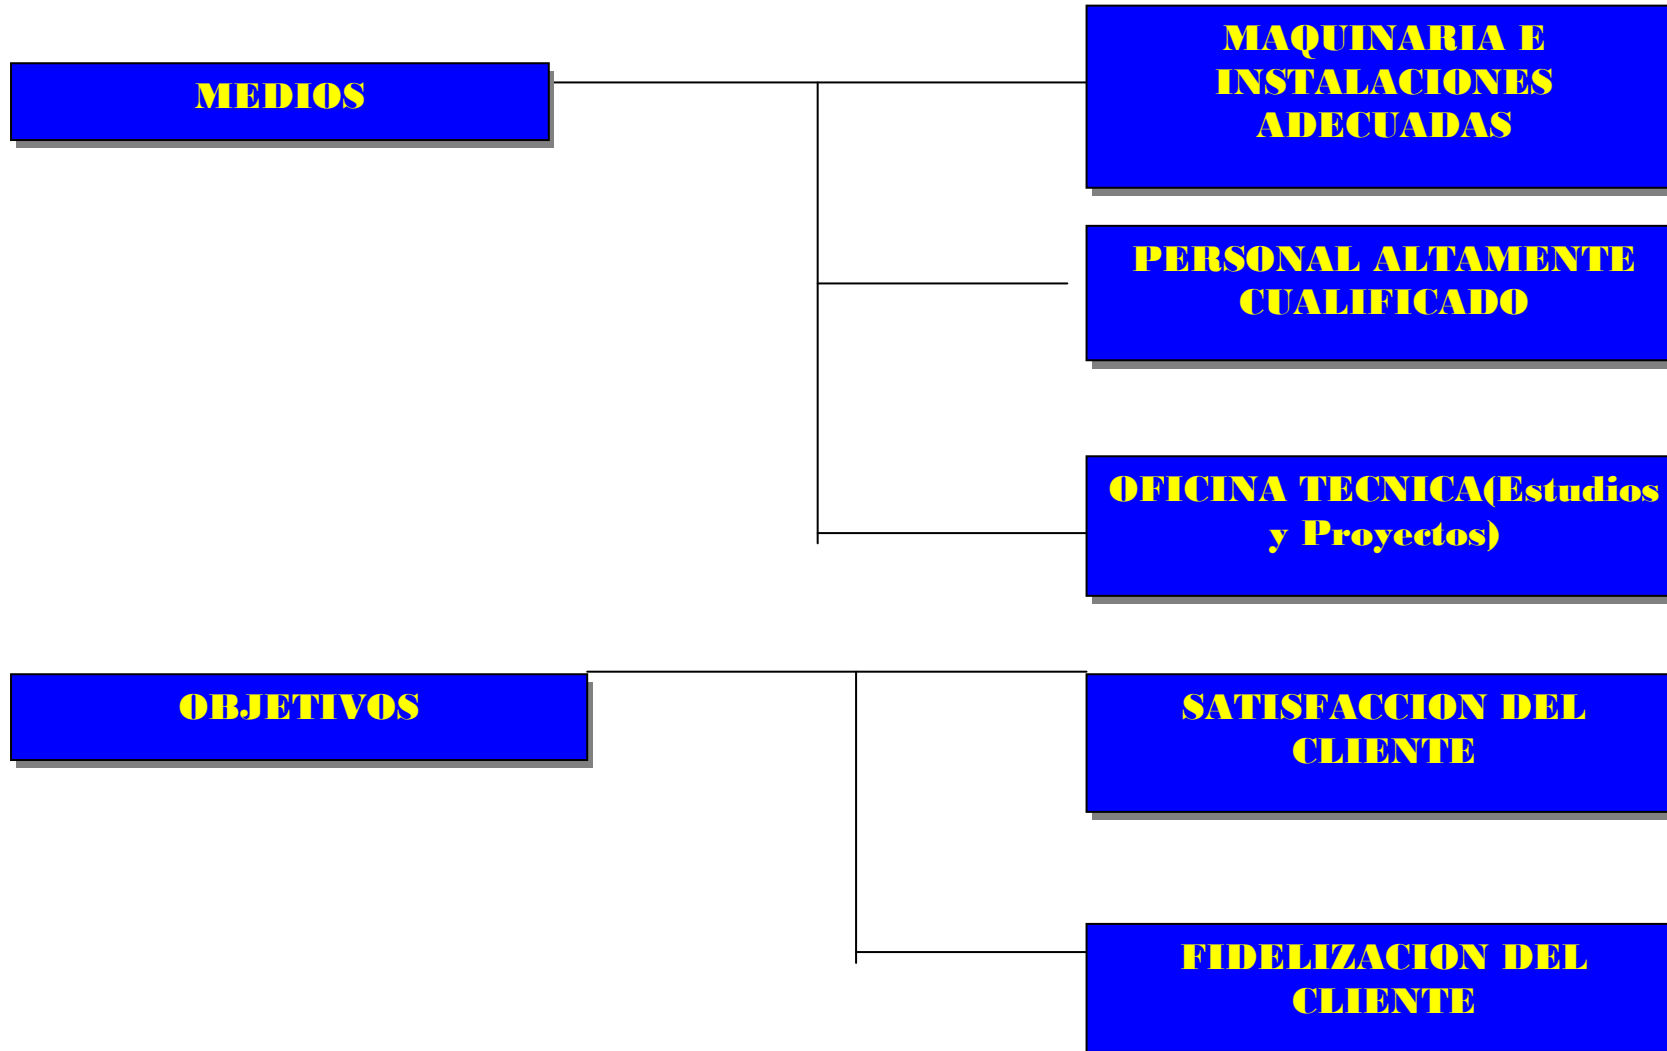 MEDIOS
MAQUINARIA E
INSTALACIONES
ADECUADAS
PERSONAL ALTAMENTE
CUALIFICADO
OFICINA TECNICA(Estudios
y Proyectos)
OBJETIVOS
SATISFACCION DEL
CLIENTE
FIDELIZACION DEL
CLIENTE